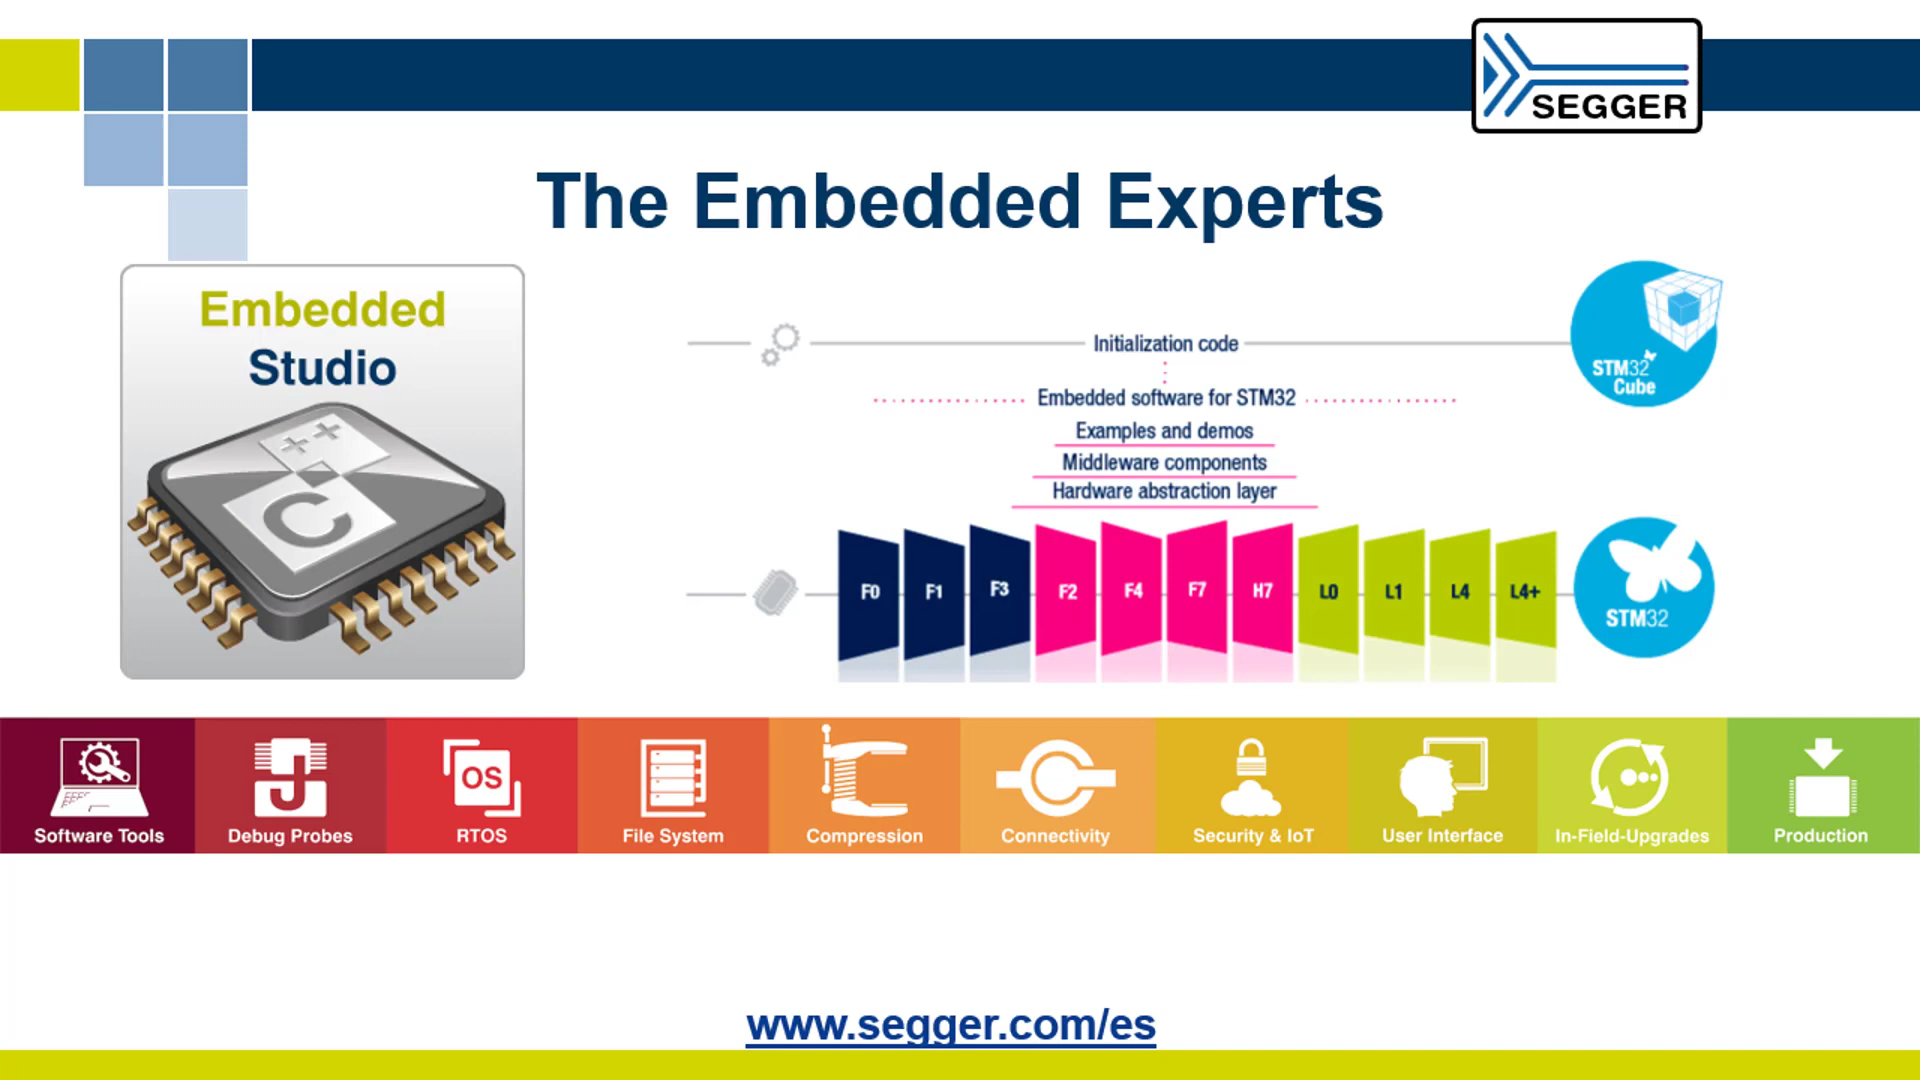 SEGGER
The Embedded Experts
Embedded
Studio
++
C
Initialization code
STM32
Cube
Embedded software for STM32
Examples and demos
Middleware components
Hardware abstraction layer
F0 F1 F3 F2 F4 F7 H7 L0 L1 L4 L4+
STM32
OS
Software Tools Debug Probes RTOS File System Compression Connectivity Security & IoT User Interface In-Field-Upgrades Production
www.segger.com/es